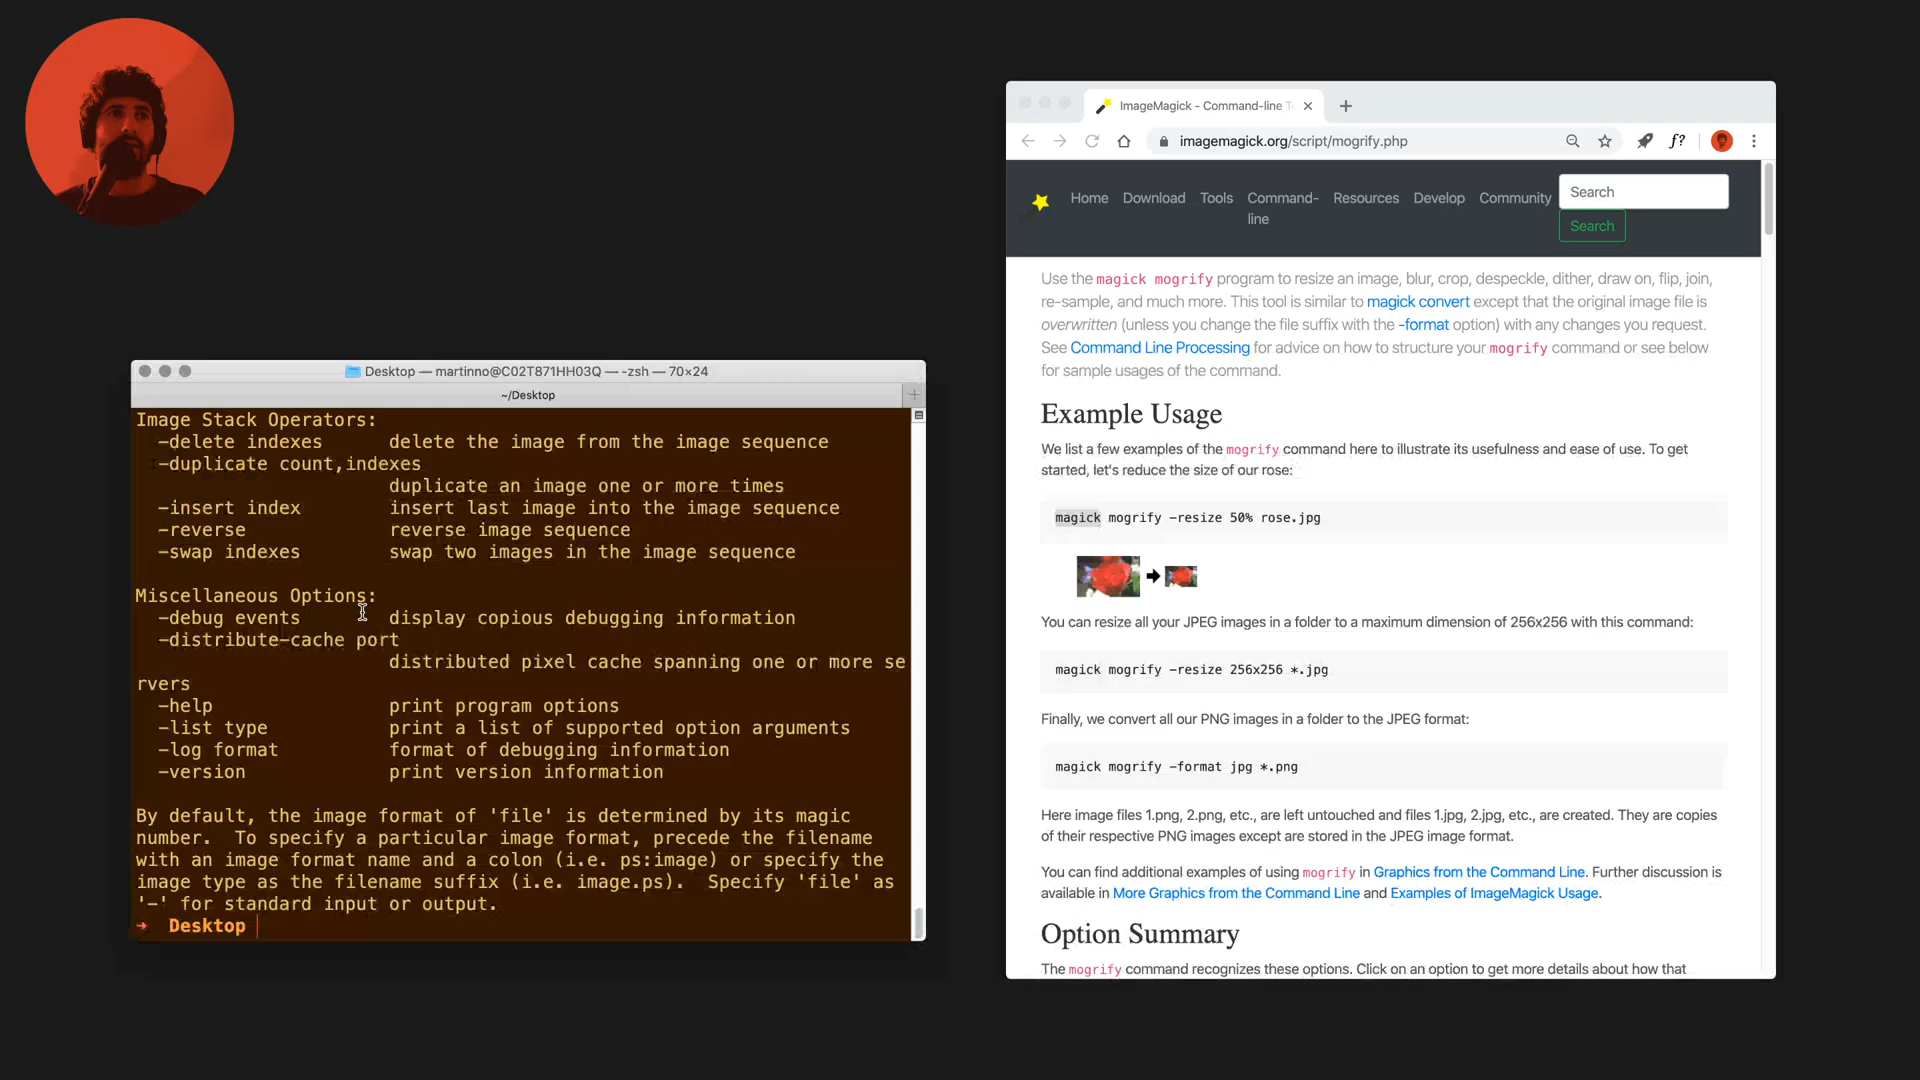 Desktop — martinno@C02T871HH03Q — -zsh — 70×24
~/Desktop
Image Stack Operators:
-delete indexes delete the image from the image sequence
-duplicate count,indexes
duplicate an image one or more times
-insert index insert last image into the image sequence
-reverse reverse image sequence
-swap indexes swap two images in the image sequence
Miscellaneous Options:
-debug events display copious debugging information
-distribute-cache port
distributed pixel cache spanning one or more se
rvers
-help print program options
-list type print a list of supported option arguments
-log format format of debugging information
-version print version information
By default, the image format of 'file' is determined by its magic
number. To specify a particular image format, precede the filename
with an image format name and a colon (i.e. ps:image) or specify the
image type as the filename suffix (i.e. image.ps). Specify 'file' as
'-' for standard input or output.
→ Desktop
ImageMagick - Command-line
imagemagick.org/script/mogrify.php
f?
Home Download Tools Command- Resources Develop Community Search
line
Search
Use the magick mogrify program to resize an image, blur, crop, despeckle, dither, draw on, flip, join,
re-sample, and much more. This tool is similar to magick convert except that the original image file is
overwritten (unless you change the file suffix with the -format option) with any changes you request.
See Command Line Processing for advice on how to structure your mogrify command or see below
for sample usages of the command.
Example Usage
We list a few examples of the mogrify command here to illustrate its usefulness and ease of use. To get
started, let's reduce the size of our rose:
magick mogrify -resize 50% rose.jpg
You can resize all your JPEG images in a folder to a maximum dimension of 256x256 with this command:
magick mogrify -resize 256x256 *.jpg
Finally, we convert all our PNG images in a folder to the JPEG format:
magick mogrify -format jpg *.png
Here image files 1.png, 2.png, etc., are left untouched and files 1.jpg, 2.jpg, etc., are created. They are copies
of their respective PNG images except are stored in the JPEG image format.
You can find additional examples of using mogrify in Graphics from the Command Line. Further discussion is
available in More Graphics from the Command Line and Examples of ImageMagick Usage.
Option Summary
The mogrify command recognizes these options. Click on an option to get more details about how that